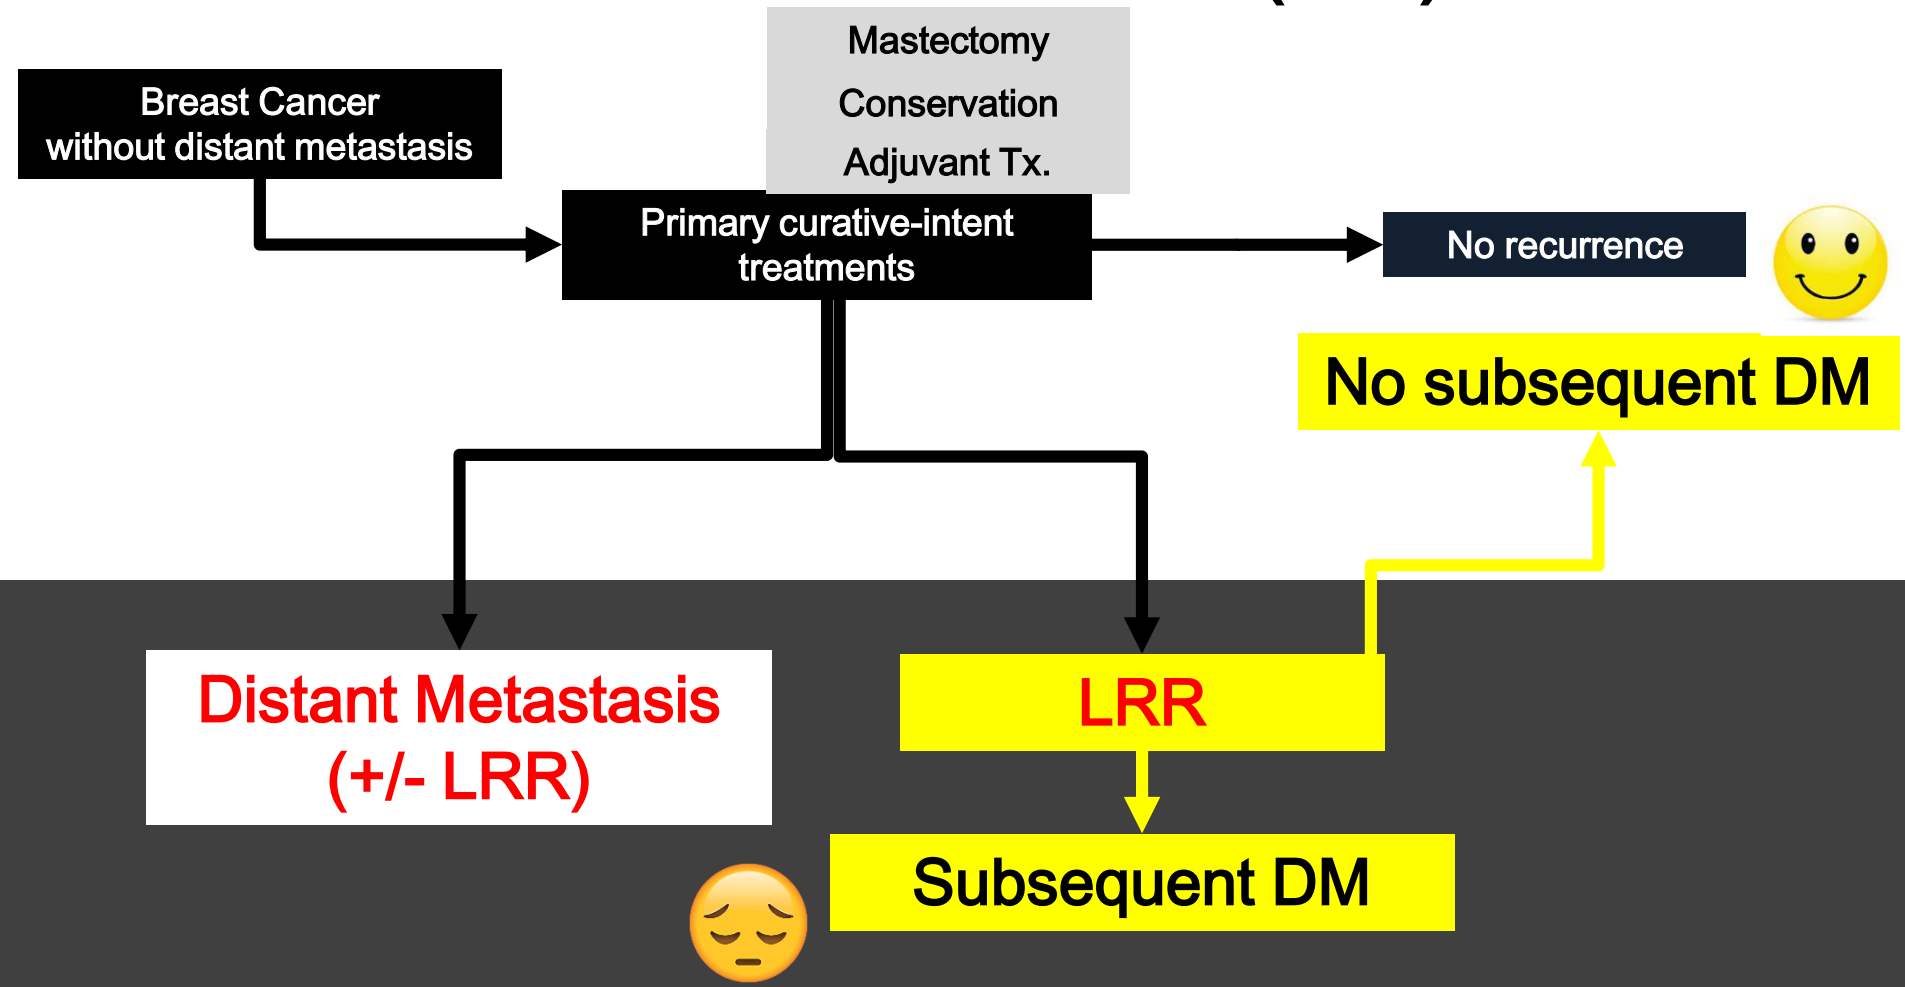 Mastectomy
Conservation
Adjuvant Tx.
Breast Cancer
without distant metastasis
Primary curative-intent
treatments
No recurrence
No subsequent DM
Distant Metastasis
(+/- LRR)
LRR
Subsequent DM